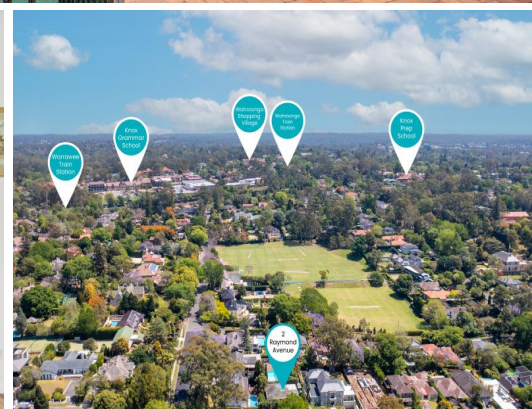 Warrawee
Train
Station
Knox
Grammar
School
Wahroonga
Shopping
Village
Wahroonga
Train
Station
Knox
Prep
School
2
Raymond
Avenue